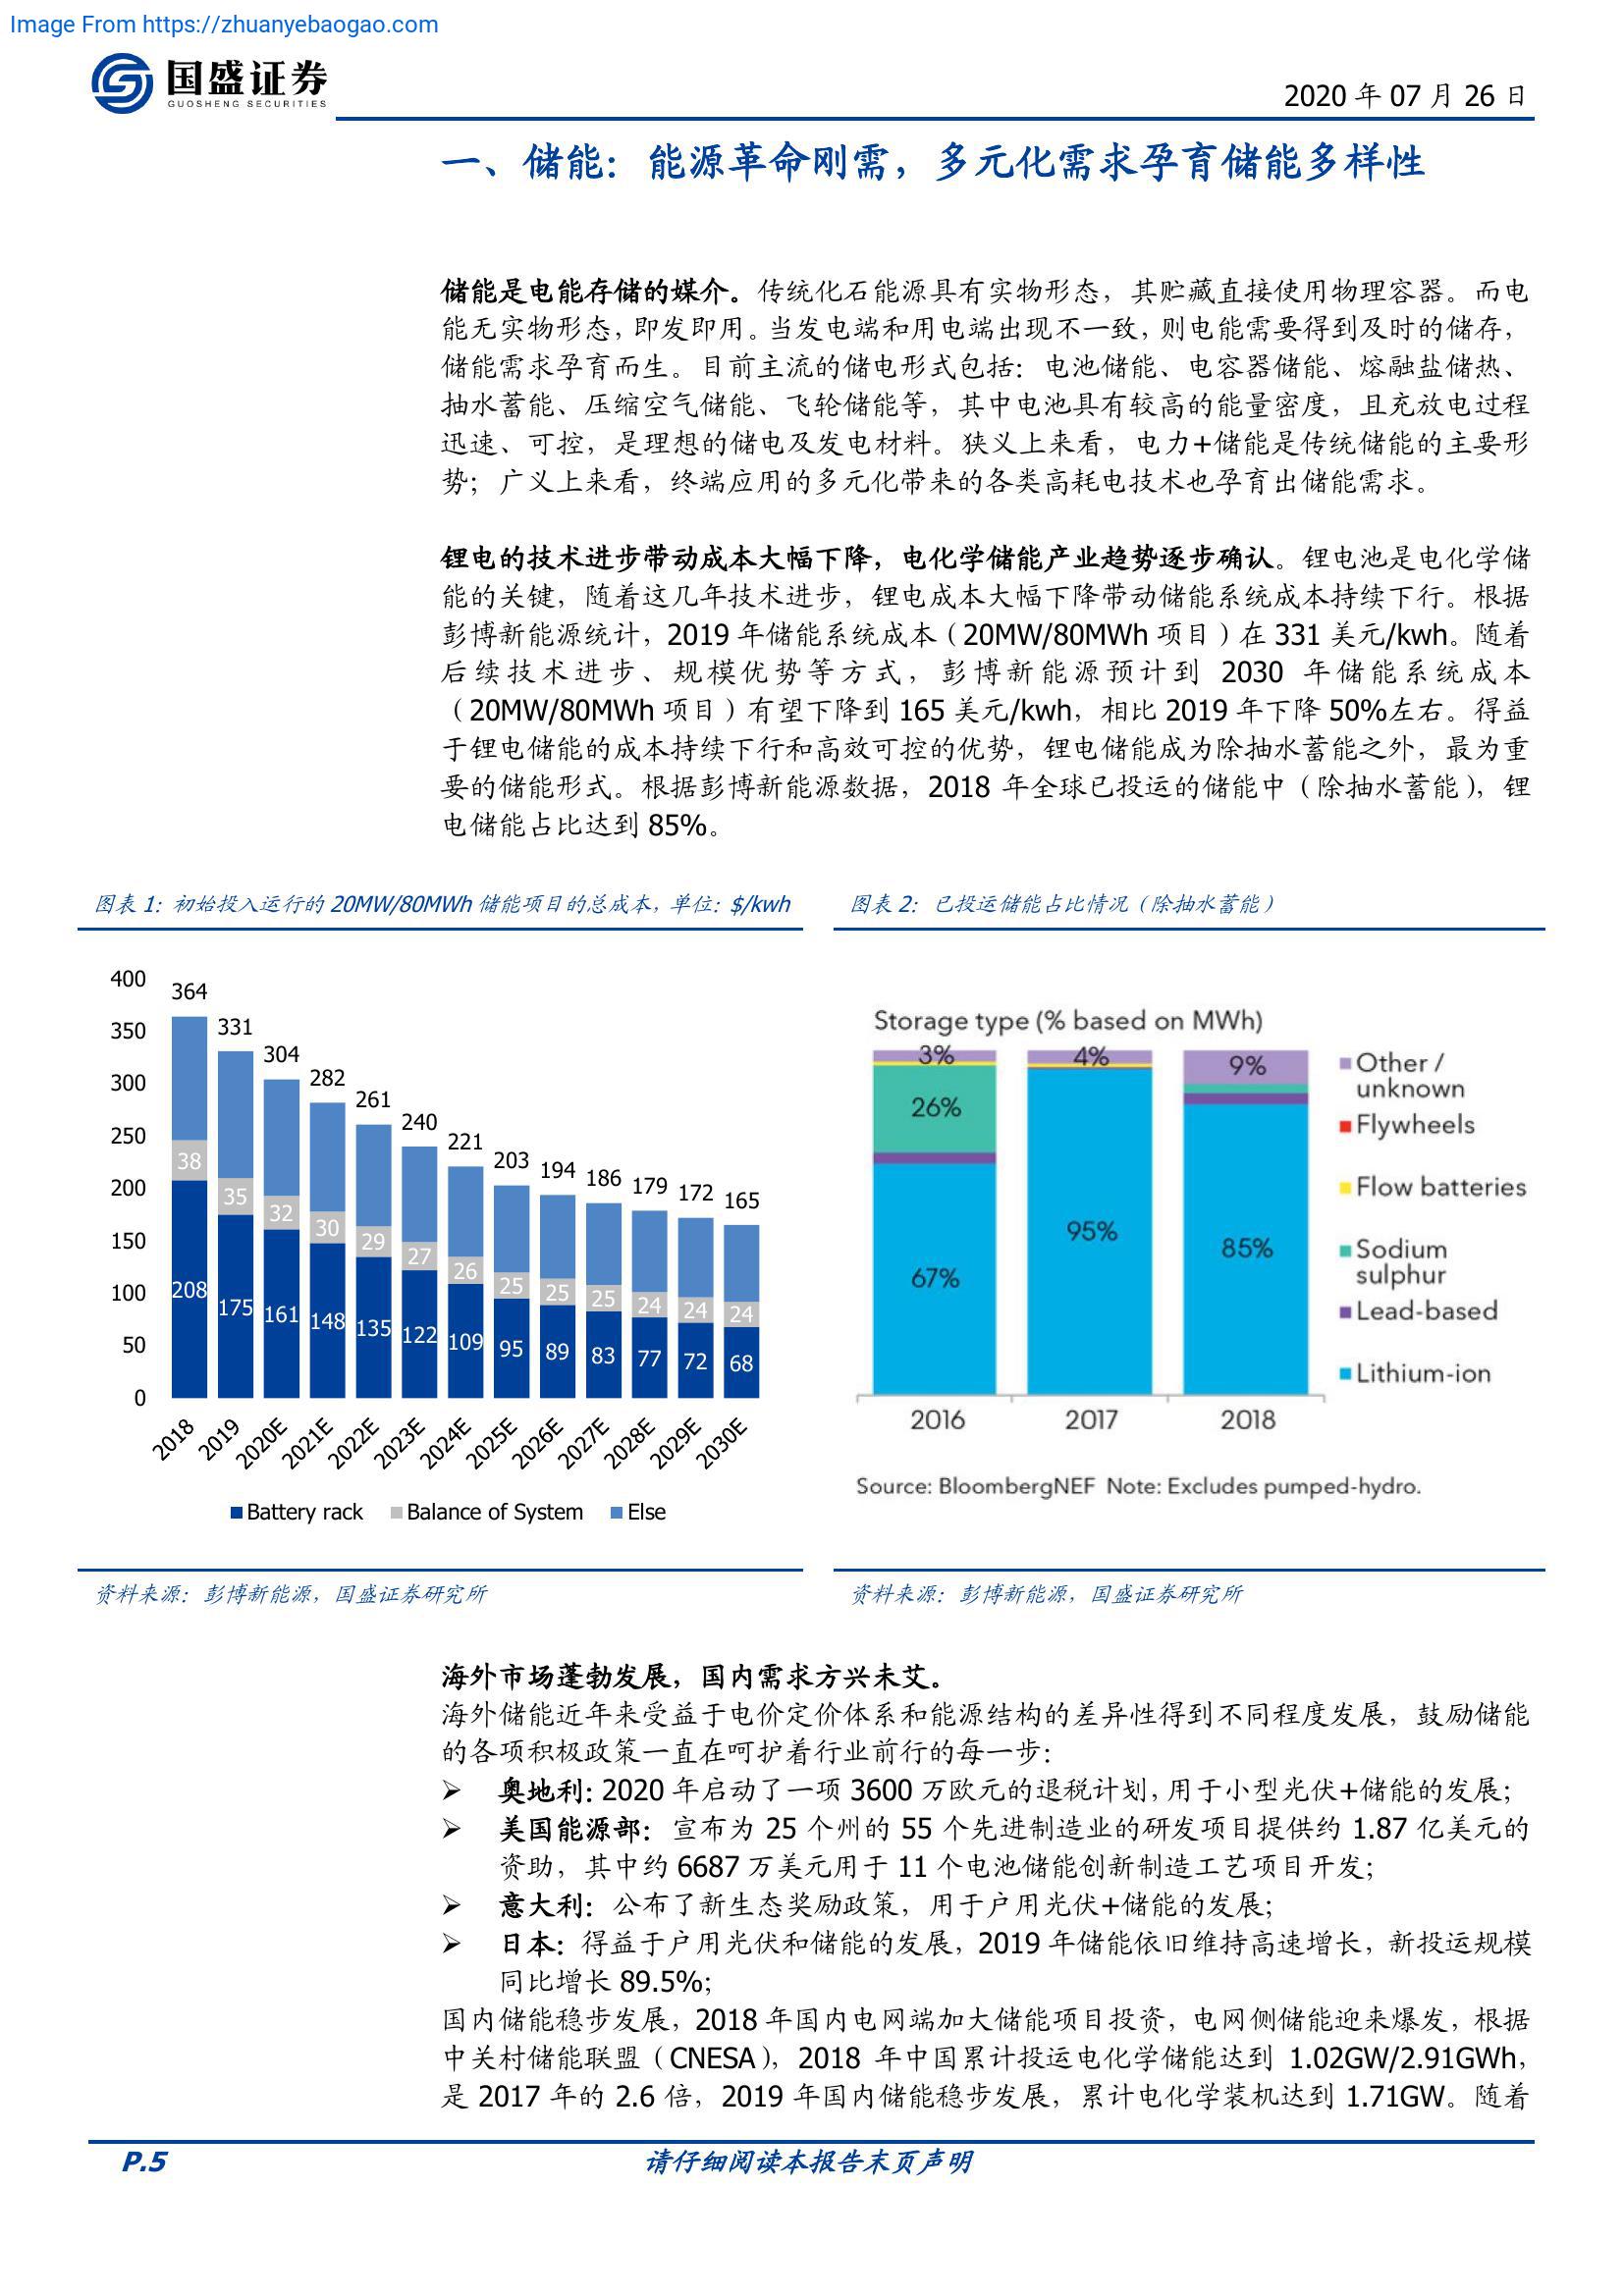 Image From https://zhuanyebaogao.com
国盛证券
GUOSHENG SECURITIES
2020 年 07 月 26 日
一、储能：能源革命刚需，多元化需求孕育储能多样性
储能是电能存储的媒介。传统化石能源具有实物形态，其贮藏直接使用物理容器。而电
能无实物形态，即发即用。当发电端和用电端出现不一致，则电能需要得到及时的储存，
储能需求孕育而生。目前主流的储电形式包括：电池储能、电容器储能、熔融盐储热、
抽水蓄能、压缩空气储能、飞轮储能等，其中电池具有较高的能量密度，且充放电过程
迅速、可控，是理想的储电及发电材料。狭义上来看，电力+储能是传统储能的主要形
势；广义上来看，终端应用的多元化带来的各类高耗电技术也孕育出储能需求。
锂电的技术进步带动成本大幅下降，电化学储能产业趋势逐步确认。锂电池是电化学储
能的关键，随着这几年技术进步，锂电成本大幅下降带动储能系统成本持续下行。根据
彭博新能源统计，2019 年储能系统成本（20MW/80MWh 项目）在 331 美元/kwh。随着
后续技术进步、规模优势等方式，彭博新能源预计到 2030 年储能系统成本
（20MW/80MWh 项目）有望下降到 165 美元/kwh，相比 2019 年下降 50%左右。得益
于锂电储能的成本持续下行和高效可控的优势，锂电储能成为除抽水蓄能之外，最为重
要的储能形式。根据彭博新能源数据，2018 年全球已投运的储能中（除抽水蓄能），锂
电储能占比达到 85%。
图表 1：初始投入运行的 20MW/80MWh 储能项目的总成本，单位：$/kwh
400
350
300
250
200
150
100
50
0
364
331
304
282
261
240
221
203
194
186
179
172
165
38
35
32
30
29
27
26
25
25
25
24
24
24
208
175
161
148
135
122
109
95
89
83
77
72
68
2018
2019
2020E
2021E
2022E
2023E
2024E
2025E
2026E
2027E
2028E
2029E
2030E
Battery rack
Balance of System
Else
资料来源：彭博新能源，国盛证券研究所
图表 2：已投运储能占比情况（除抽水蓄能）
Storage type (% based on MWh)
3%
4%
9%
26%
67%
95%
85%
2016
2017
2018
Other /
unknown
Flywheels
Flow batteries
Sodium
sulphur
Lead-based
Lithium-ion
Source: BloombergNEF Note: Excludes pumped-hydro.
资料来源：彭博新能源，国盛证券研究所
海外市场蓬勃发展，国内需求方兴未艾。
海外储能近年来受益于电价定价体系和能源结构的差异性得到不同程度发展，鼓励储能
的各项积极政策一直在呵护着行业前行的每一步：
➢ 奥地利：2020 年启动了一项 3600 万欧元的退税计划，用于小型光伏+储能的发展；
➢ 美国能源部：宣布为 25 个州的 55 个先进制造业的研发项目提供约 1.87 亿美元的
资助，其中约 6687 万美元用于 11 个电池储能创新制造工艺项目开发；
➢ 意大利：公布了新生态奖励政策，用于户用光伏+储能的发展；
➢ 日本：得益于户用光伏和储能的发展，2019 年储能依旧维持高速增长，新投运规模
同比增长 89.5%；
国内储能稳步发展，2018 年国内电网端加大储能项目投资，电网侧储能迎来爆发，根据
中关村储能联盟（CNESA），2018 年中国累计投运电化学储能达到 1.02GW/2.91GWh，
是 2017 年的 2.6 倍，2019 年国内储能稳步发展，累计电化学装机达到 1.71GW。随着
P.5
请仔细阅读本报告末页声明